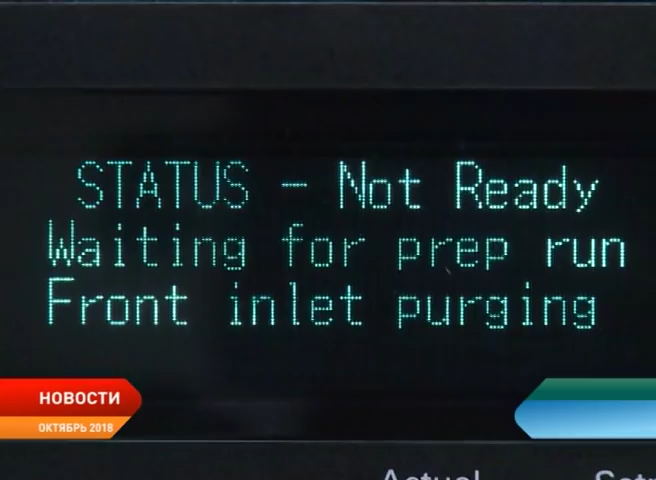 STATUS - Not Ready
Waiting for prep run
Front inlet purging
НОВОСТИ
ОКТЯБРЬ 2018
Actual